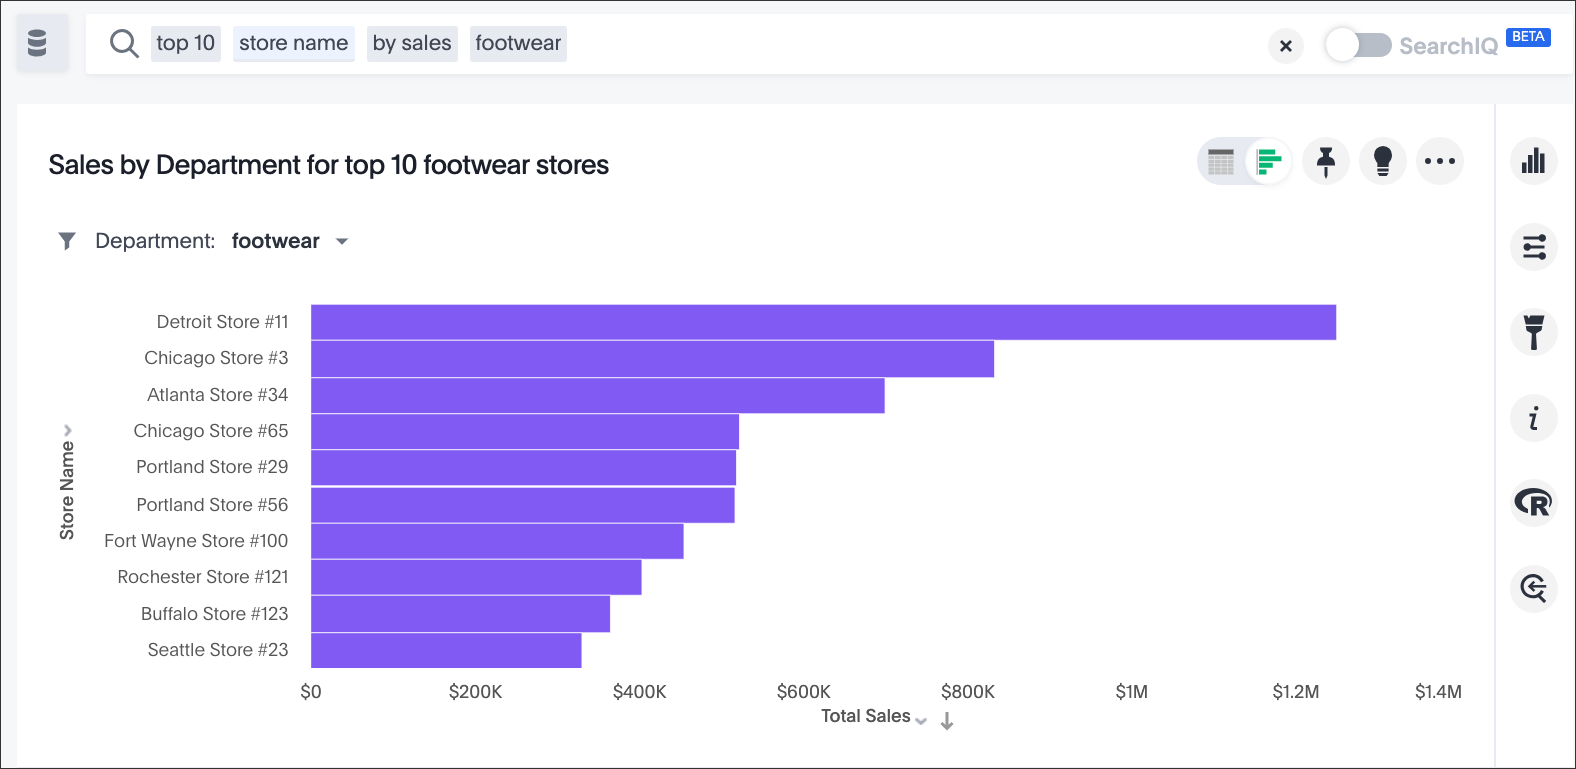 top 10 store name by sales footwear
SearchIQ BETA
Sales by Department for top 10 footwear stores
Department: footwear
Detroit Store #11
Chicago Store #3
Atlanta Store #34
Chicago Store #65
Portland Store #29
Portland Store #56
Fort Wayne Store #100
Rochester Store #121
Buffalo Store #123
Seattle Store #23
Store Name
$0 $200K $400K $600K $800K $1M $1.2M $1.4M
Total Sales
i
R